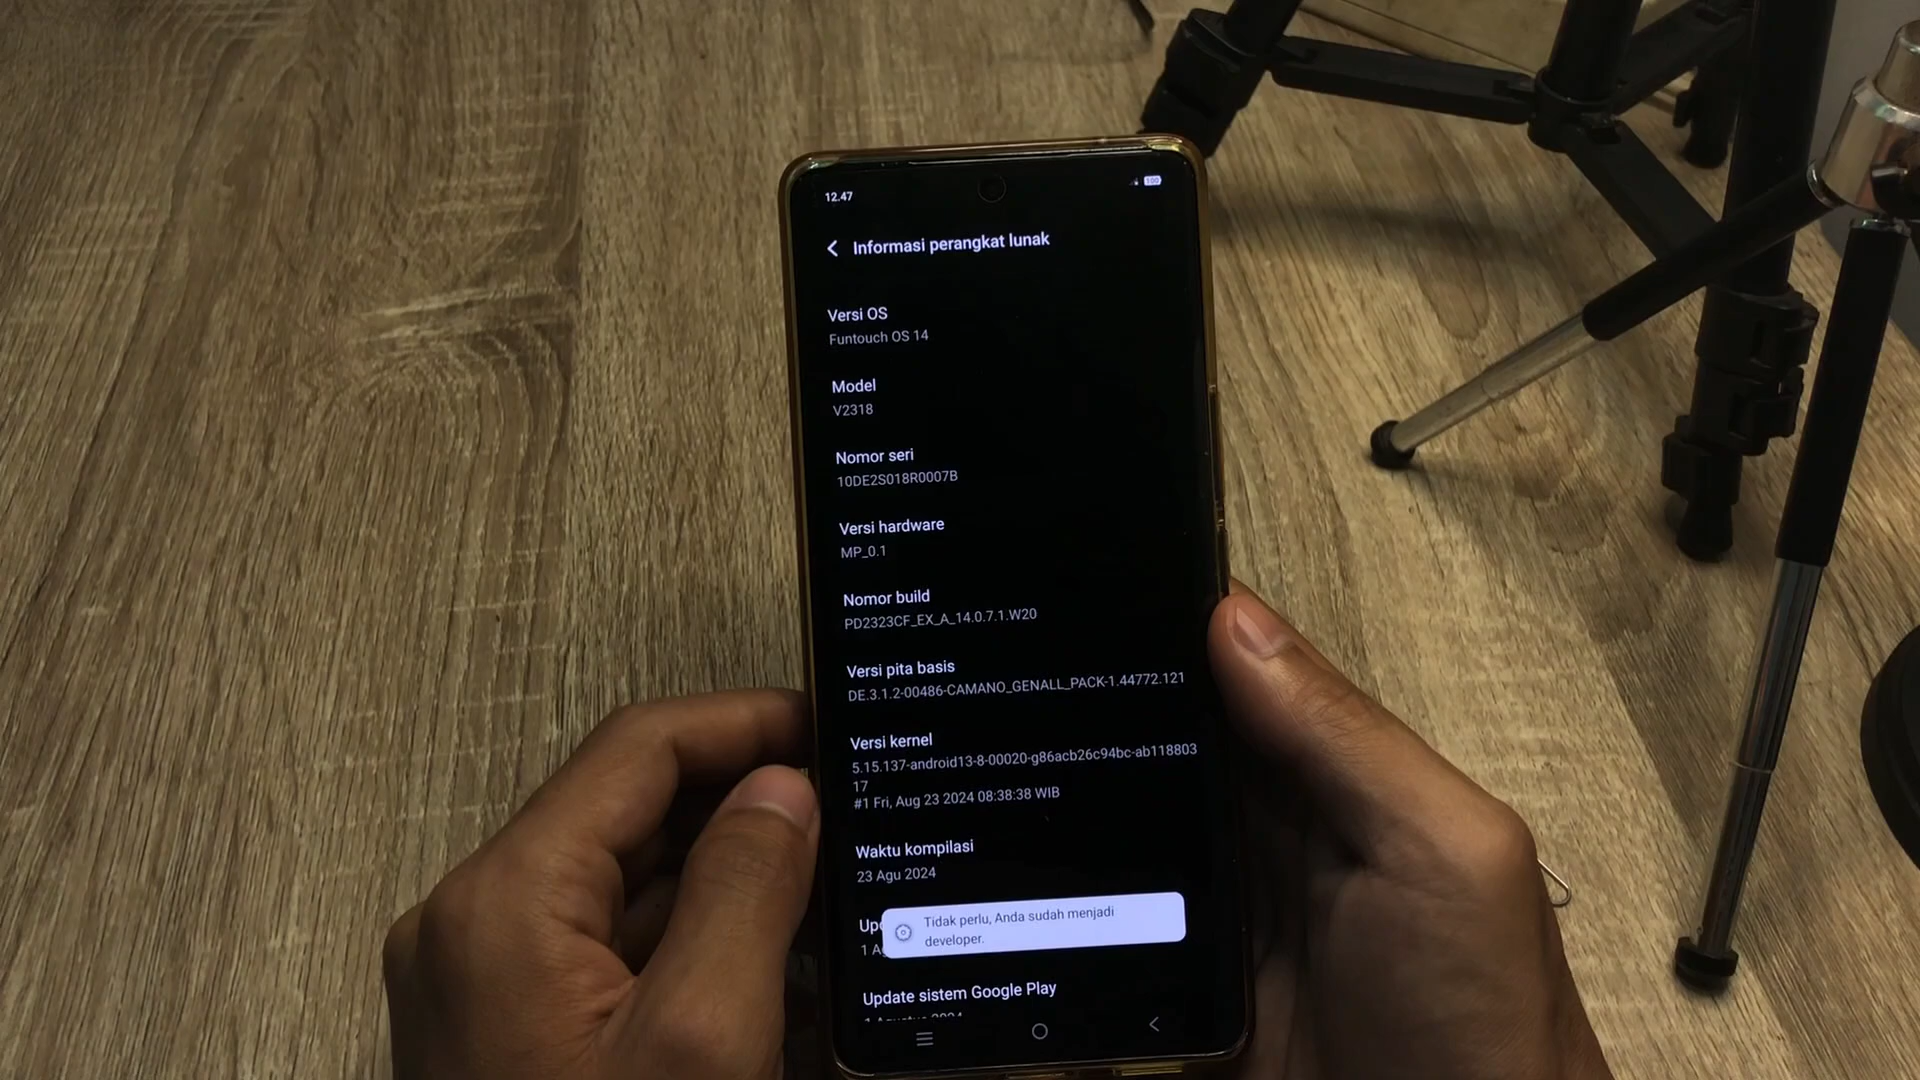 12.47
100
Informasi perangkat lunak
Versi OS
Funtouch OS 14
Model
V2318
Nomor seri
10DE2S018R0007B
Versi hardware
MP_0.1
Nomor build
PD2323CF_EX_A_14.0.7.1.W20
Versi pita basis
DE.3.1.2-00486-CAMANO_GENALL_PACK-1.44772.121
Versi kernel
5.15.137-android13-8-00020-g86acb26c94bc-ab118803
17
#1 Fri, Aug 23 2024 08:38:38 WIB
Waktu kompilasi
23 Agu 2024
Tidak perlu, Anda sudah menjadi
developer.
Update sistem Google Play